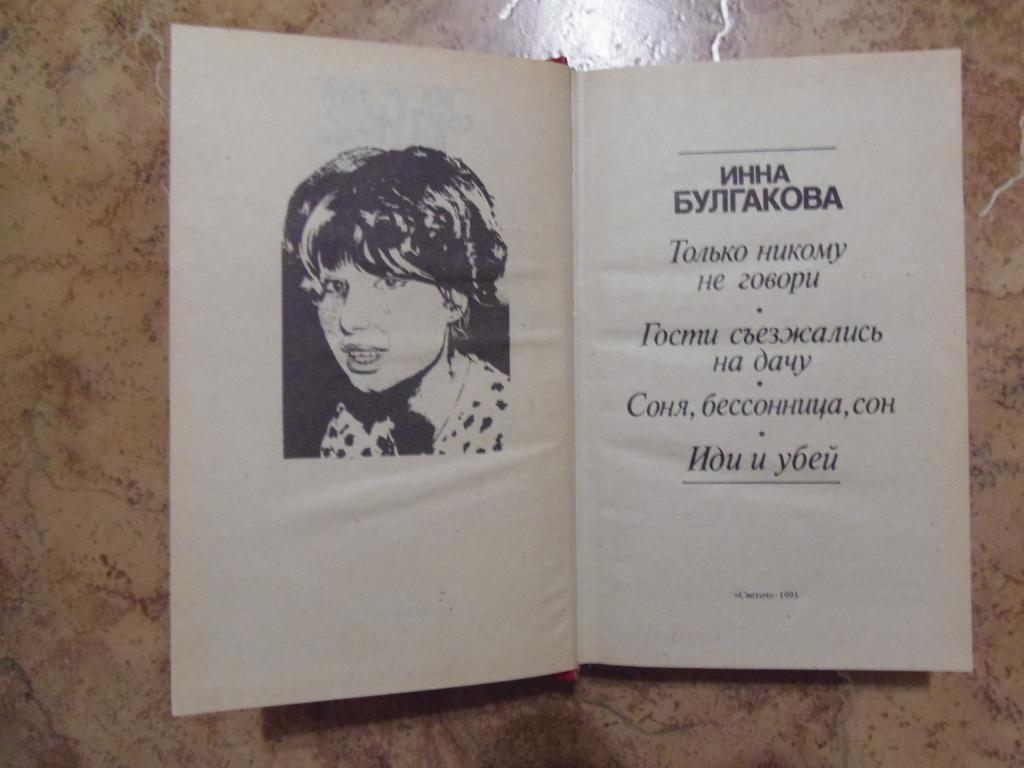 ИННА
БУЛГАКОВА
Только никому
не говори
•
Гости съезжались
на дачу
•
Соня, бессонница, сон
•
Иди и убей
«Светоч» 1993